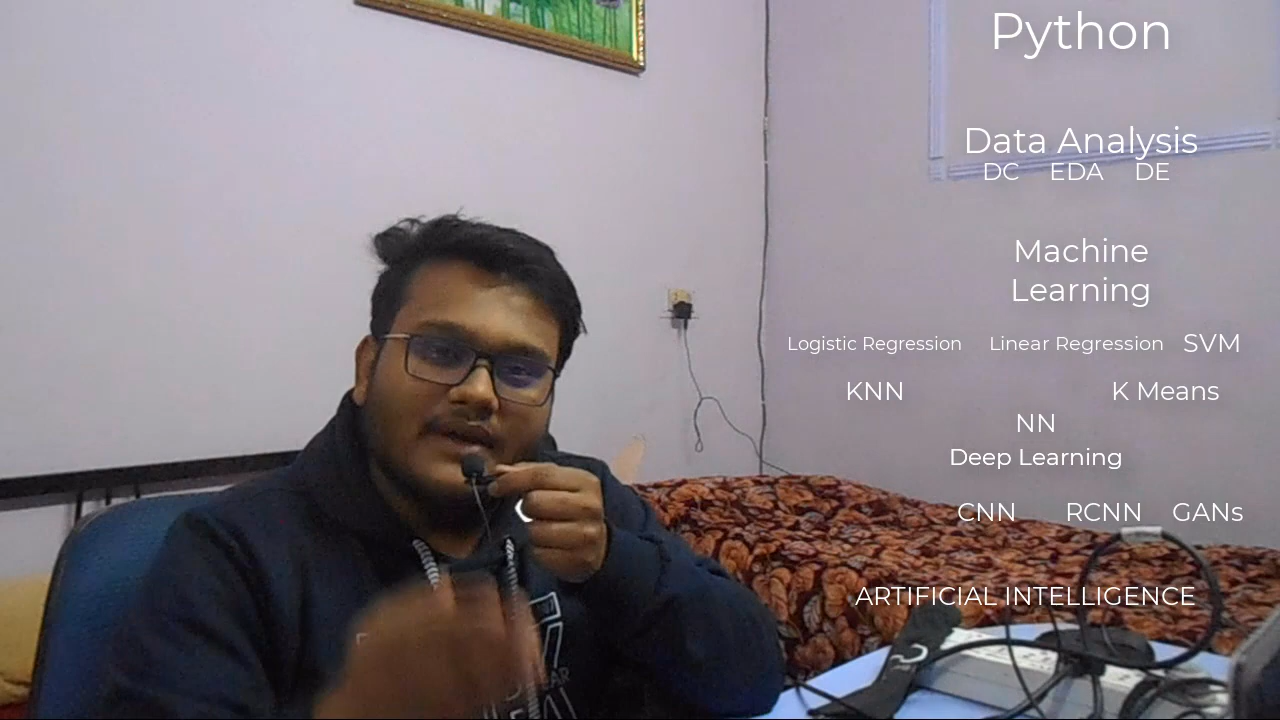 Python
Data Analysis
DC EDA DE
Machine
Learning
Logistic Regression Linear Regression SVM
KNN K Means
NN
Deep Learning
CNN RCNN GANs
ARTIFICIAL INTELLIGENCE